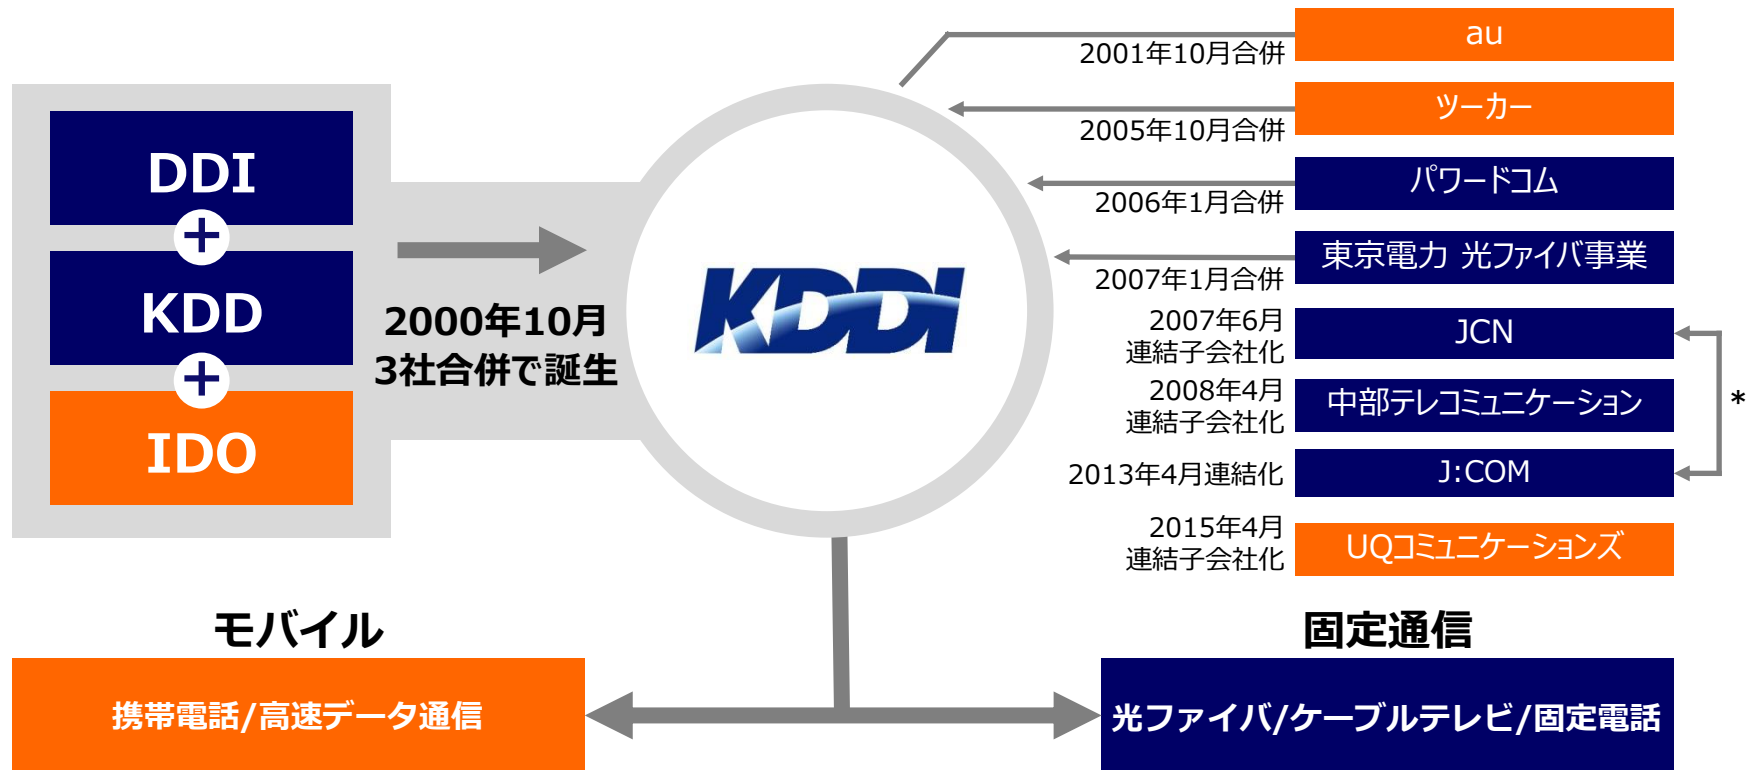 DDI
+
KDD
+
IDO
2000年10月
3社合併で誕生
KDDI
au
2001年10月合併
ツーカー
2005年10月合併
パワードコム
2006年1月合併
東京電力 光ファイバ事業
2007年1月合併
2007年6月
連結子会社化
JCN
2008年4月
連結子会社化
中部テレコミュニケーション
*
2013年4月連結化
J:COM
2015年4月
連結子会社化
UQコミュニケーションズ
モバイル
携帯電話/高速データ通信
固定通信
光ファイバ/ケーブルテレビ/固定電話